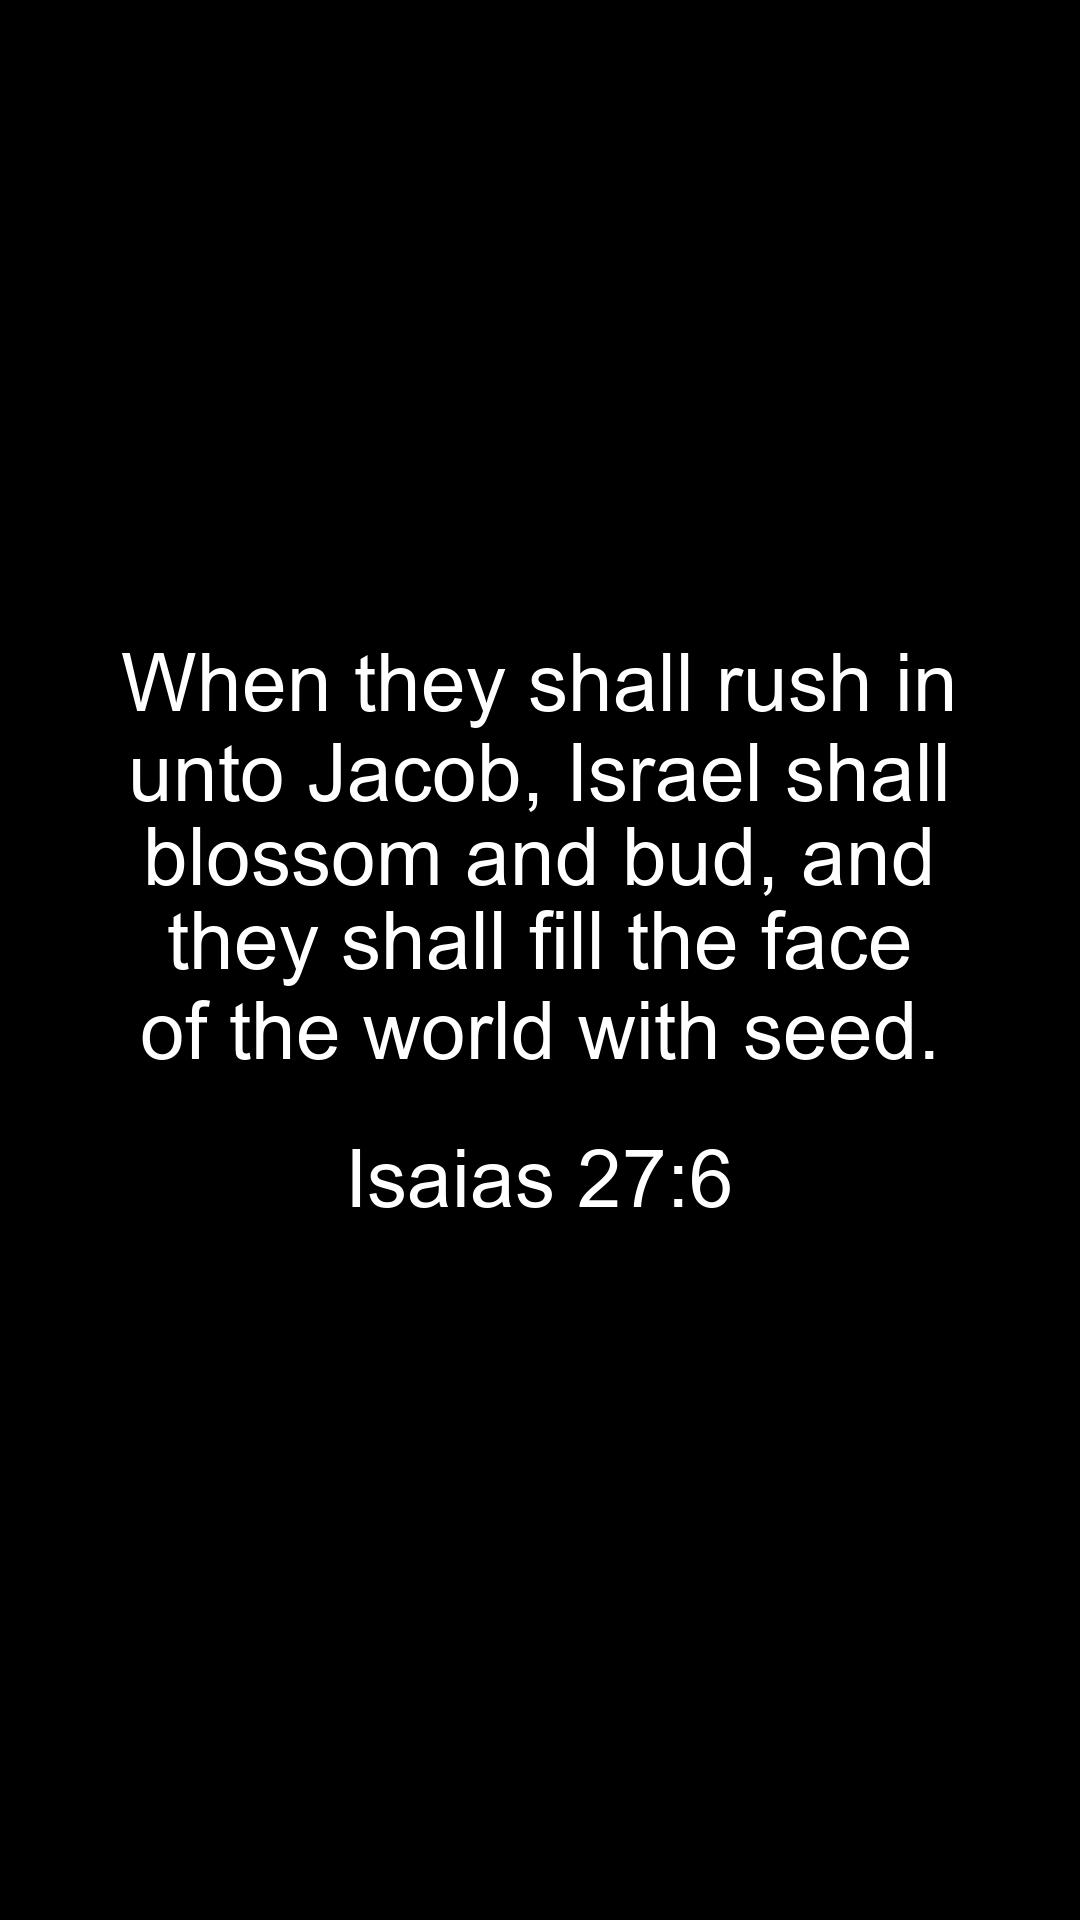 When they shall rush in
unto Jacob, Israel shall
blossom and bud, and
they shall fill the face
of the world with seed.
Isaias 27:6